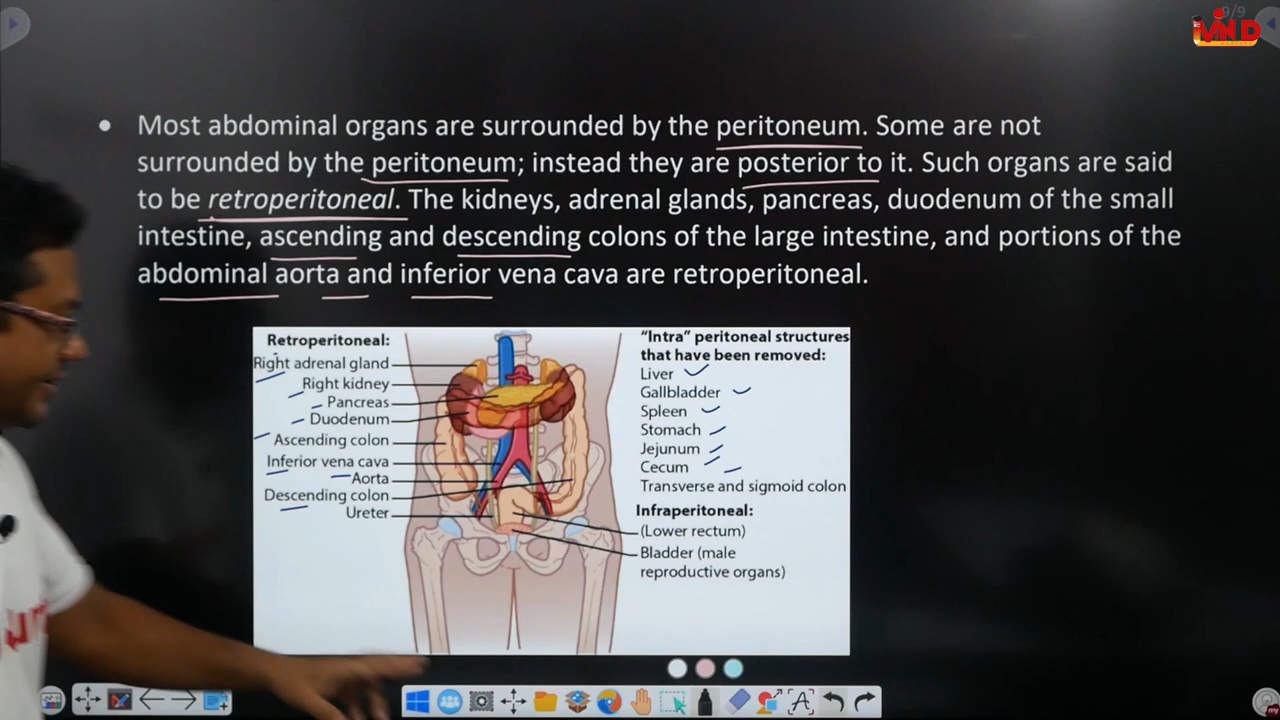 9/9
• Most abdominal organs are surrounded by the peritoneum. Some are not
surrounded by the peritoneum; instead they are posterior to it. Such organs are said
to be retroperitoneal. The kidneys, adrenal glands, pancreas, duodenum of the small
intestine, ascending and descending colons of the large intestine, and portions of the
abdominal aorta and inferior vena cava are retroperitoneal.
Retroperitoneal:
Right adrenal gland
Right kidney
Pancreas
Duodenum
Ascending colon
Inferior vena cava
Aorta
Descending colon
Ureter
"Intra" peritoneal structures
that have been removed:
Liver
Gallbladder
Spleen
Stomach
Jejunum
Cecum
Transverse and sigmoid colon
Infraperitoneal:
(Lower rectum)
Bladder (male
reproductive organs)